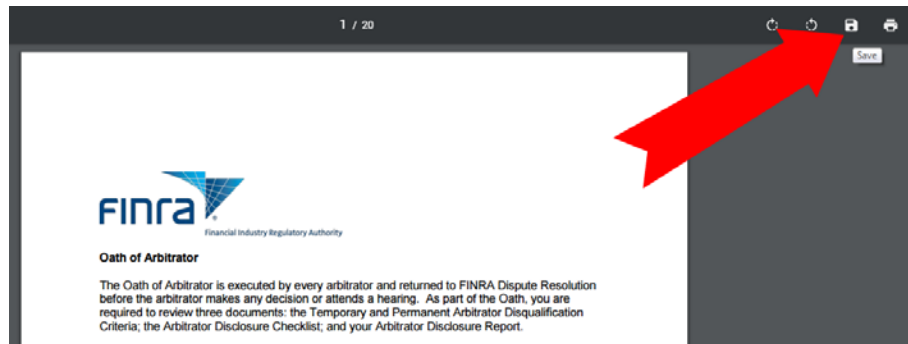 1 / 20
Save
Finra
Financial Industry Regulatory Authority
Oath of Arbitrator
The Oath of Arbitrator is executed by every arbitrator and returned to FINRA Dispute Resolution
before the arbitrator makes any decision or attends a hearing.  As part of the Oath, you are
required to review three documents: the Temporary and Permanent Arbitrator Disqualification
Criteria; the Arbitrator Disclosure Checklist; and your Arbitrator Disclosure Report.